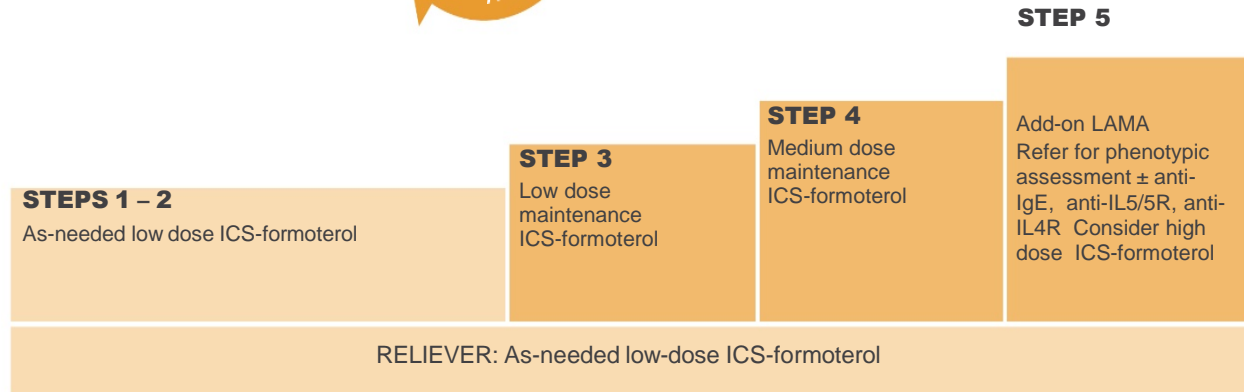 STEP 5
STEP 4
Medium dose
maintenance
ICS-formoterol
Add-on LAMA
Refer for phenotypic
assessment ± anti-
IgE, anti-IL5/5R, anti-
IL4R Consider high
dose ICS-formoterol
STEP 3
Low dose
maintenance
ICS-formoterol
STEPS 1 – 2
As-needed low dose ICS-formoterol
RELIEVER: As-needed low-dose ICS-formoterol